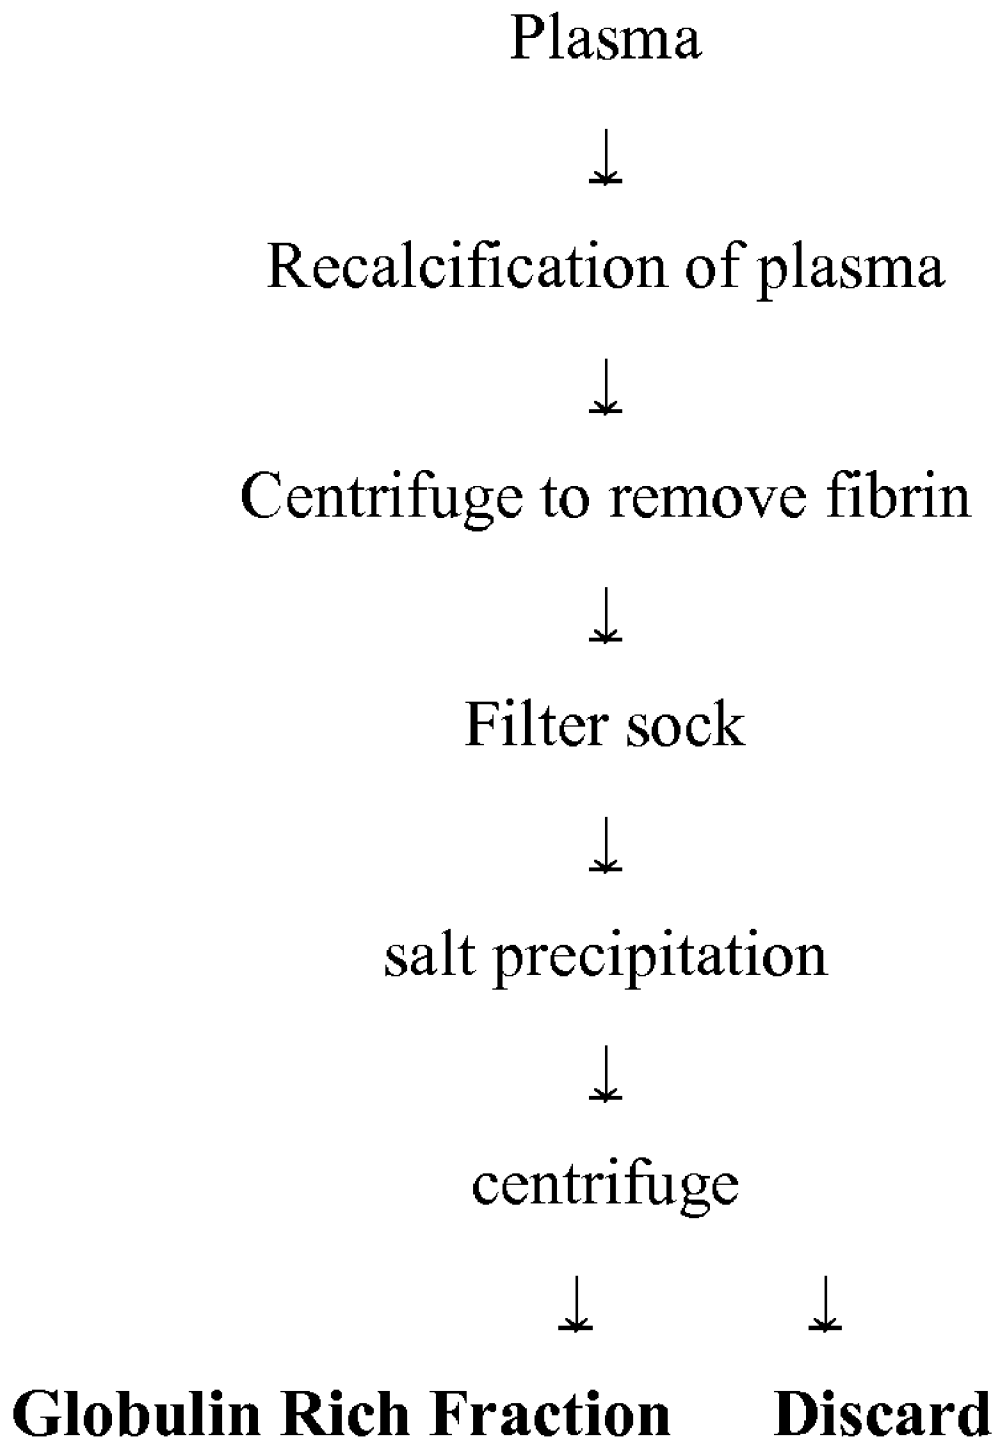 Plasma
Recalcification of plasma
Centrifuge to remove fibrin
Filter sock
salt precipitation
centrifuge
Globulin Rich Fraction Discard